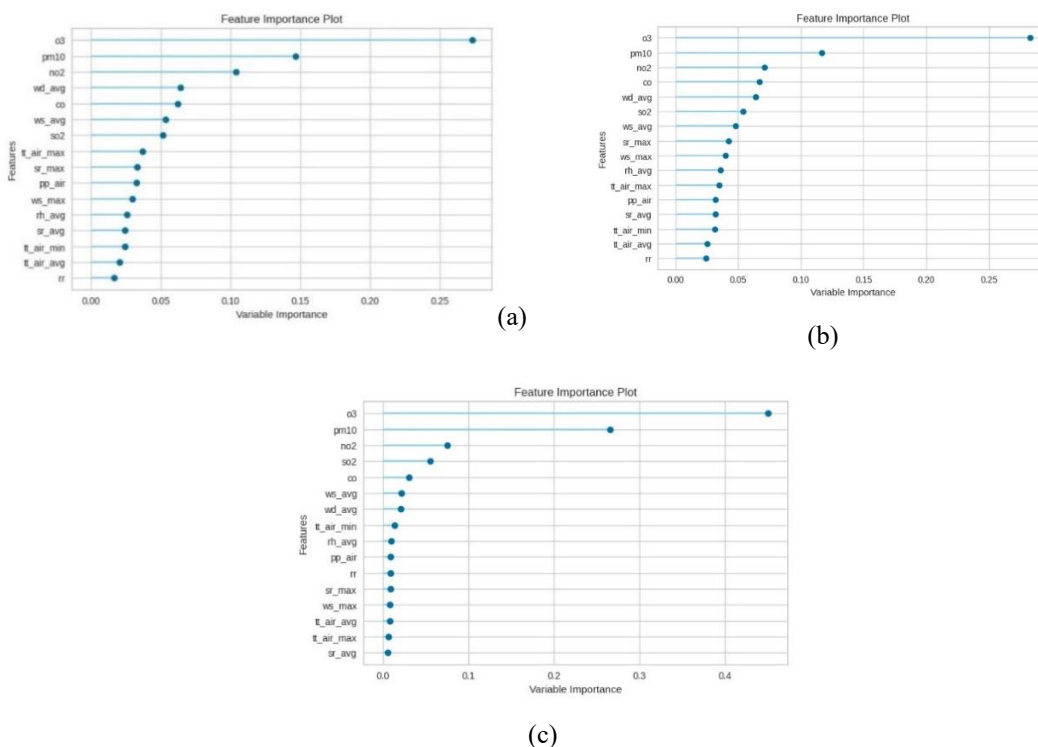 Feature Importance Plot
o3
pm10
no2
wd_avg
co
ws_avg
so2
tt_air_max
sr_max
pp_air
ws_max
rh_avg
sr_avg
tt_air_min
tt_air_avg
rr
Features
0.00 0.05 0.10 0.15 0.20 0.25
Variable Importance
(a)
Feature Importance Plot
o3
pm10
no2
co
wd_avg
so2
ws_avg
sr_max
ws_max
rh_avg
tt_air_max
pp_air
sr_avg
tt_air_min
tt_air_avg
rr
Features
0.00 0.05 0.10 0.15 0.20 0.25
Variable Importance
(b)
Feature Importance Plot
o3
pm10
no2
so2
co
ws_avg
wd_avg
tt_air_min
rh_avg
pp_air
rr
sr_max
ws_max
tt_air_avg
tt_air_max
sr_avg
Features
0.0 0.1 0.2 0.3 0.4
Variable Importance
(c)